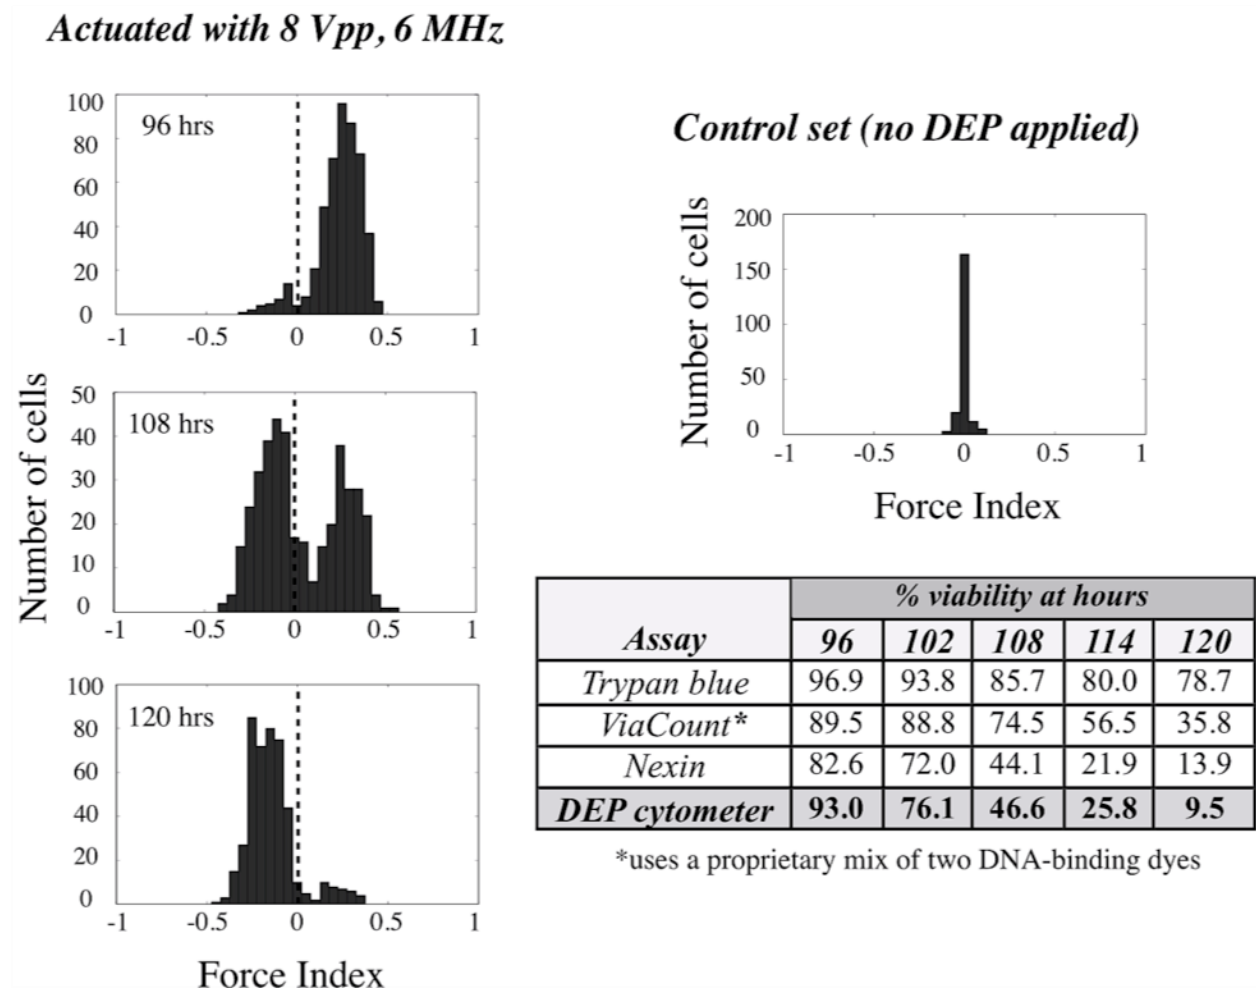 Actuated with 8 Vpp, 6 MHz
Number of cells
100
80
60
40
20
0
96 hrs
-1 -0.5 0 0.5 1
50
40
30
20
10
0
108 hrs
-1 -0.5 0 0.5 1
100
80
60
40
20
0
120 hrs
-1 -0.5 0 0.5 1
Force Index
Control set (no DEP applied)
Number of cells
200
150
100
50
0
-1 -0.5 0 0.5 1
Force Index
% viability at hours
Assay 96 102 108 114 120
Trypan blue 96.9 93.8 85.7 80.0 78.7
ViaCount* 89.5 88.8 74.5 56.5 35.8
Nexin 82.6 72.0 44.1 21.9 13.9
DEP cytometer 93.0 76.1 46.6 25.8 9.5
*uses a proprietary mix of two DNA-binding dyes